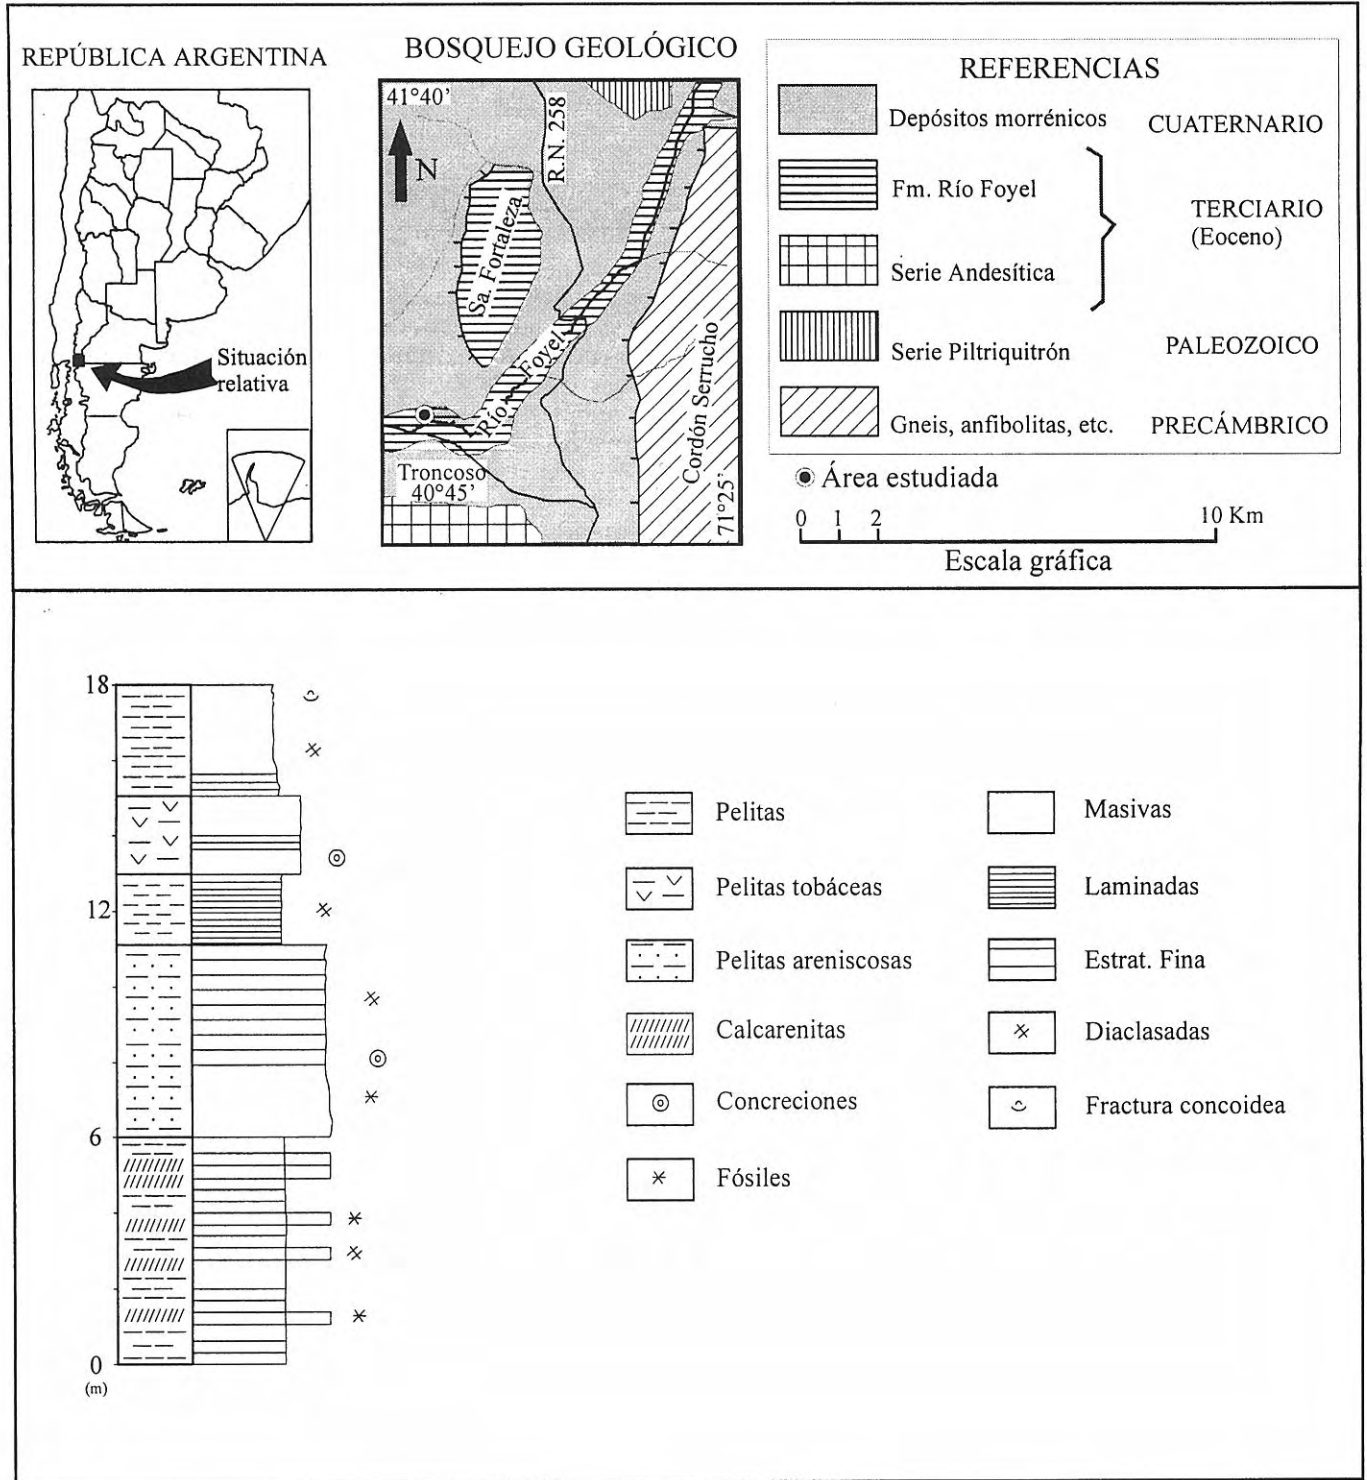 REPÚBLICA ARGENTINA
Situación
relativa
BOSQUEJO GEOLÓGICO
41°40'
N
R.N. 258
Sa. Fortaleza
Río Foyel
Cordón Serrucho
Troncoso
40°45'
71°25'
REFERENCIAS
Depósitos morrénicos
CUATERNARIO
Fm. Río Foyel
TERCIARIO
(Eoceno)
Serie Andesítica
Serie Piltriquitrón
PALEOZOICO
Gneis, anfibolitas, etc.
PRECÁMBRICO
Área estudiada
0 1 2 10 Km
Escala gráfica
18
12
6
0
(m)
Pelitas
Pelitas tobáceas
Pelitas areniscosas
Calcarenitas
Concreciones
Fósiles
Masivas
Laminadas
Estrat. Fina
Diaclasadas
Fractura concoidea